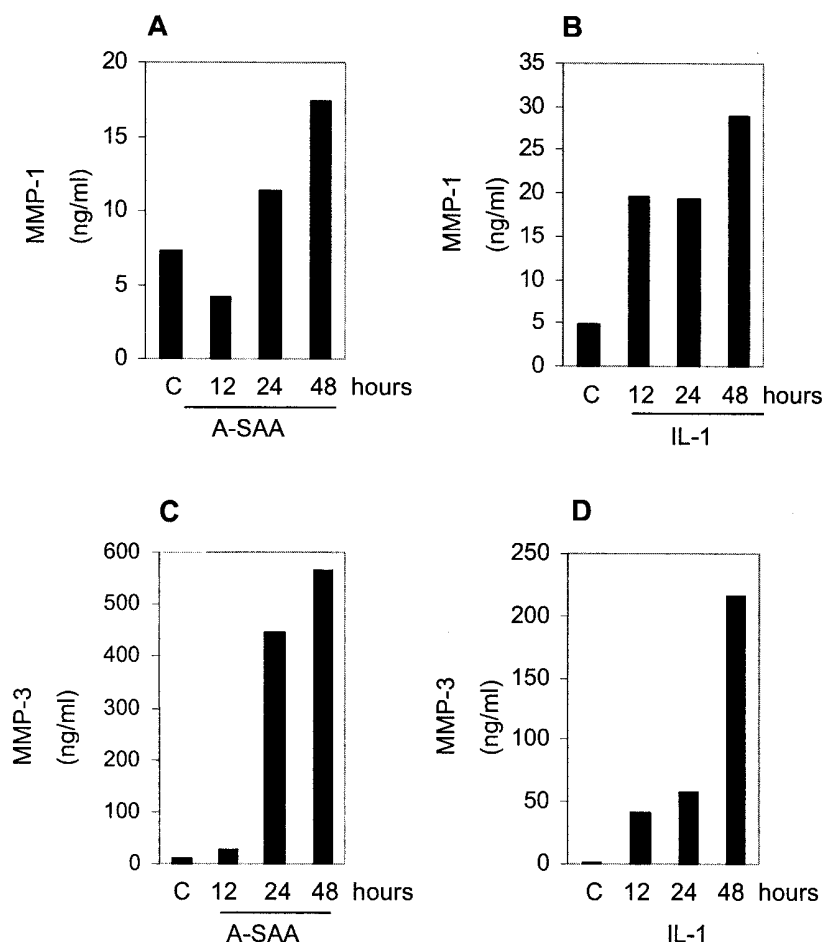 A
20
15
10
5
0
MMP-1
(ng/ml)
C 12 24 48 hours
A-SAA
B
35
30
25
20
15
10
5
0
MMP-1
(ng/ml)
C 12 24 48 hours
IL-1
C
600
500
400
300
200
100
0
MMP-3
(ng/ml)
C 12 24 48 hours
A-SAA
D
250
200
150
100
50
0
MMP-3
(ng/ml)
C 12 24 48 hours
IL-1